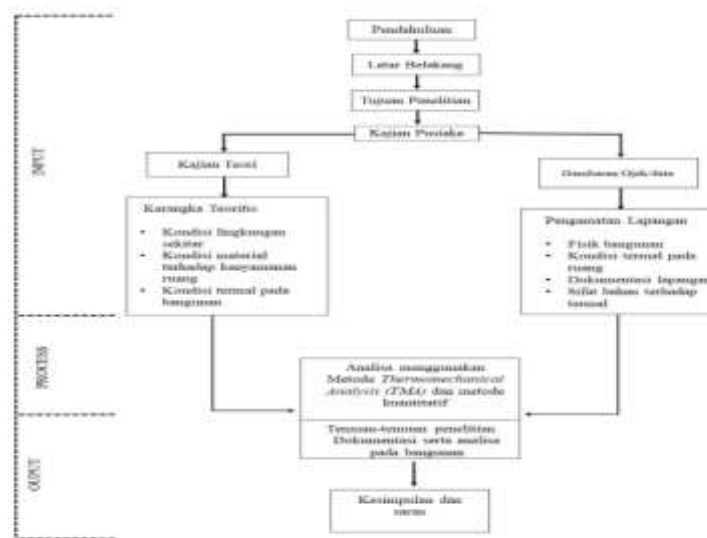 Pendahuluan
Latar Belakang
Tujuan Penelitian
Kajian Pustaka
Kajian Teori
Gambaran
Karangka Teoritis
• Kondisi lingkungan
sekitar
• Kondisi material
terhadap kenyamanan
ruang
• Kondisi termal pada
bangunan
Pengamatan Lapangan
• Fisik bangunan
• Kondisi termal pada
ruang
• Dokumentasi lapangan
• Sifat bahan terhadap
termal
Analisa menggunakan
Metode Thermomechanical
Analysis (TMA) dan metode
kuantitatif
Temuan-temuan penelitian
Dokumentasi serta analisa
pada bangunan
Kesimpulan dan
saran
INPUT
PROCESS
OUPUT